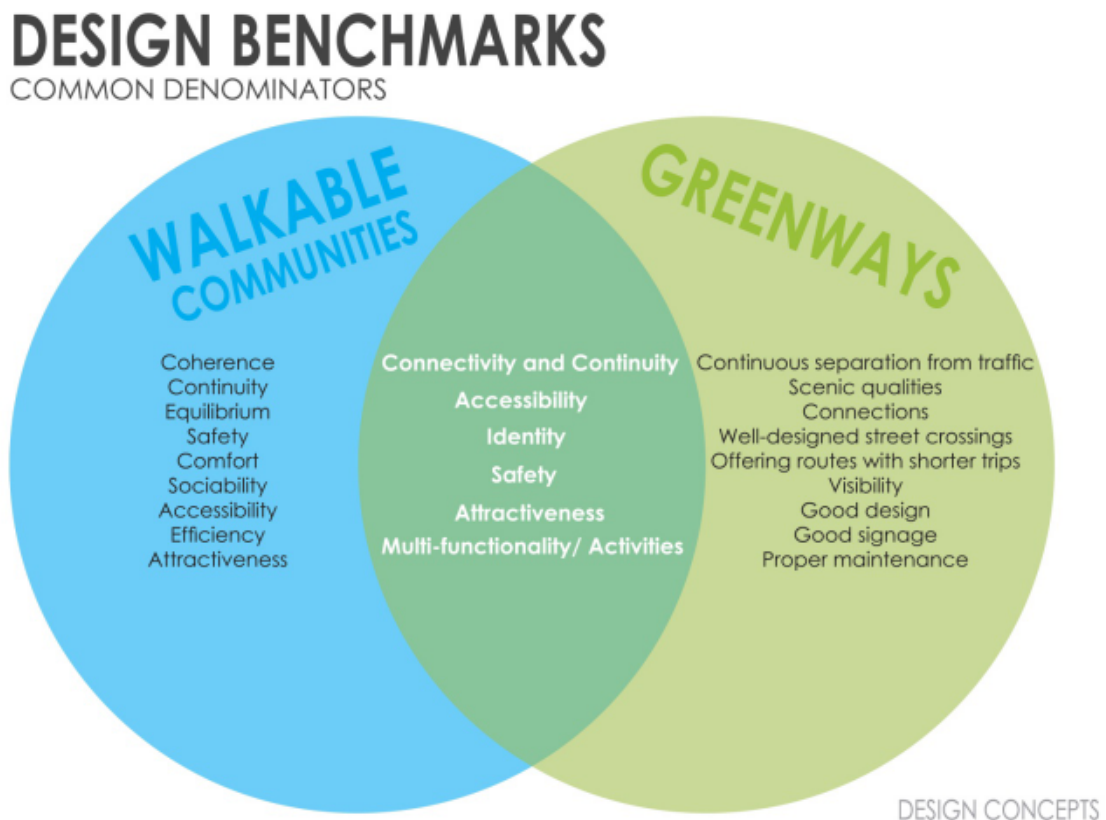 DESIGN BENCHMARKS
COMMON DENOMINATORS
WALKABLE
COMMUNITIES
Coherence
Continuity
Equilibrium
Safety
Comfort
Sociability
Accessibility
Efficiency
Attractiveness
Connectivity and Continuity
Accessibility
Identity
Safety
Attractiveness
Multi-functionality/ Activities
GREENWAYS
Continuous separation from traffic
Scenic qualities
Connections
Well-designed street crossings
Offering routes with shorter trips
Visibility
Good design
Good signage
Proper maintenance
DESIGN CONCEPTS